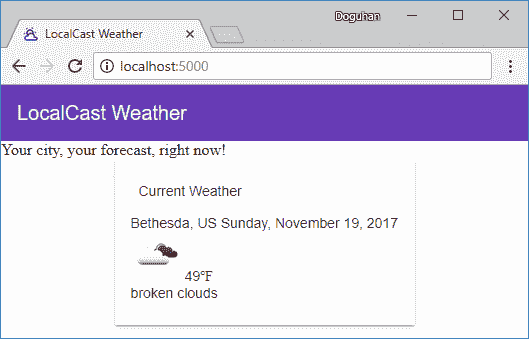 Doguhan
LocalCast Weather
localhost:5000
LocalCast Weather
Your city, your forecast, right now!
Current Weather
Bethesda, US Sunday, November 19, 2017
49°F
broken clouds